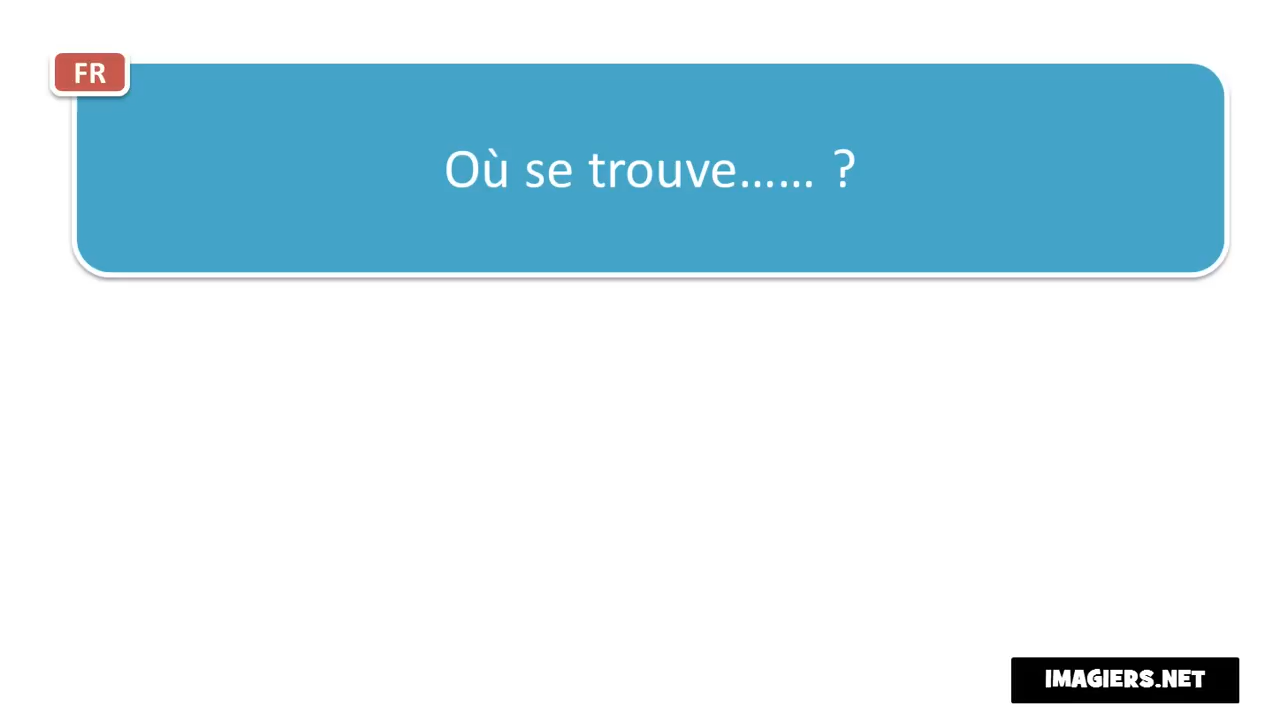 FR
Où se trouve…… ?
IMAGIERS.NET